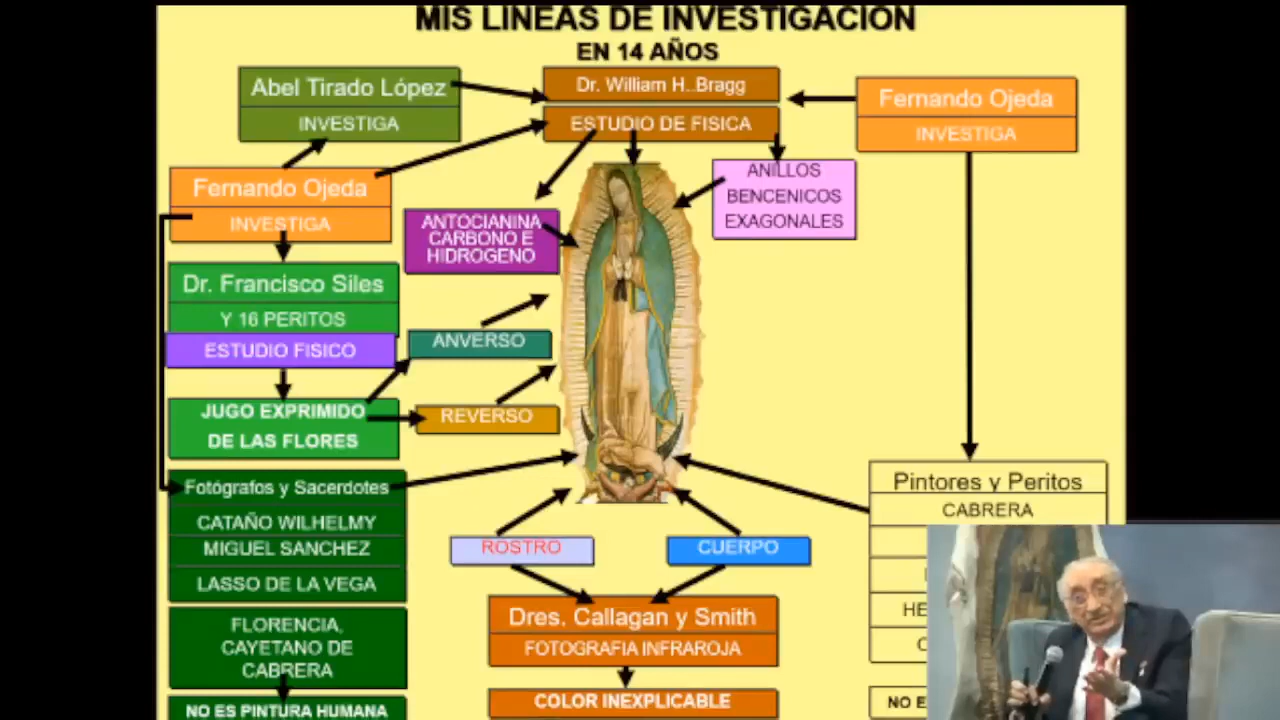 MIS LINEAS DE INVESTIGACION
EN 14 AÑOS
Abel Tirado López
INVESTIGA
Dr. William H..Bragg
ESTUDIO DE FISICA
Fernando Ojeda
INVESTIGA
Fernando Ojeda
INVESTIGA
ANILLOS
BENCENICOS
EXAGONALES
ANTOCIANINA
CARBONO E
HIDROGENO
Dr. Francisco Siles
Y 16 PERITOS
ESTUDIO FISICO
ANVERSO
REVERSO
JUGO EXPRIMIDO
DE LAS FLORES
Fotógrafos y Sacerdotes
CATAÑO WILHELMY
MIGUEL SANCHEZ
LASSO DE LA VEGA
FLORENCIA,
CAYETANO DE
CABRERA
NO ES PINTURA HUMANA
ROSTRO
CUERPO
Dres. Callagan y Smith
FOTOGRAFIA INFRAROJA
COLOR INEXPLICABLE
Pintores y Peritos
CABRERA
HE
C
NO E